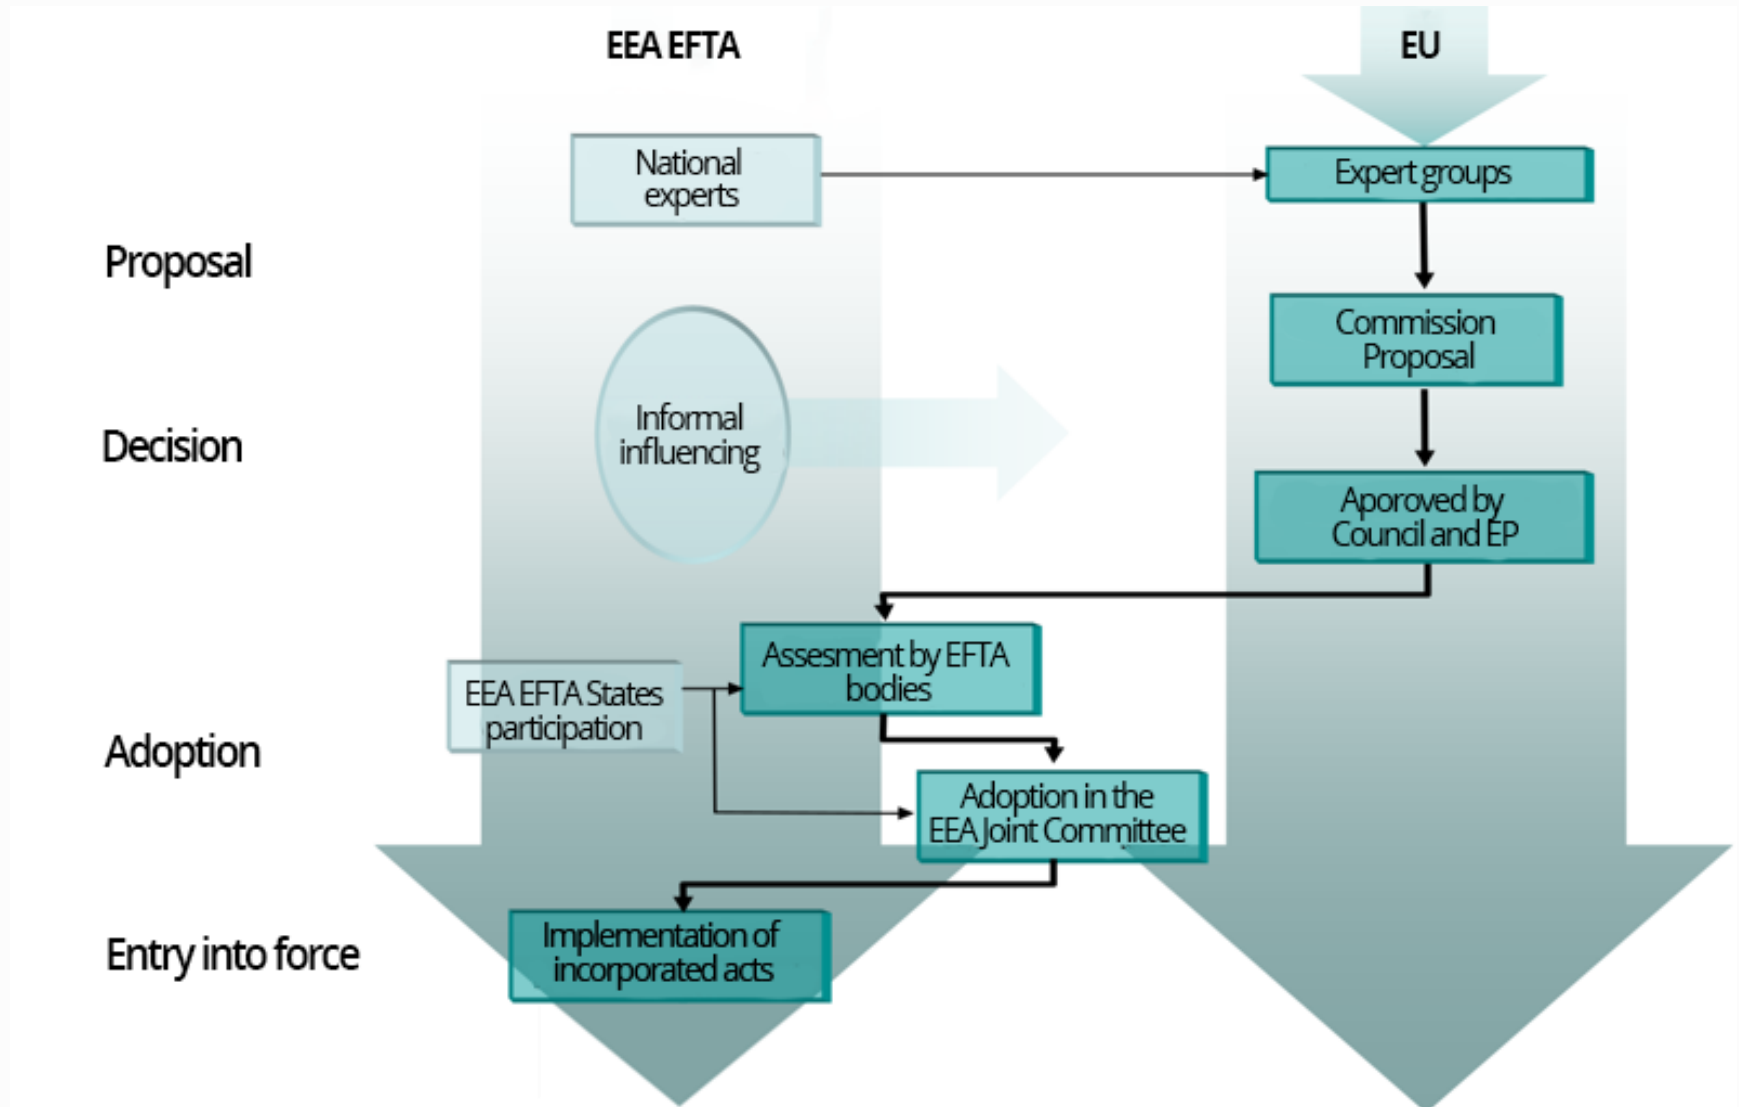 EEA EFTA
EU
National
experts
Expert groups
Proposal
Commission
Proposal
Informal
influencing
Decision
Aporoved by
Council and EP
Assesment by EFTA
bodies
EEA EFTA States
participation
Adoption
Adoption in the
EEA Joint Committee
Entry into force
Implementation of
incorporated acts